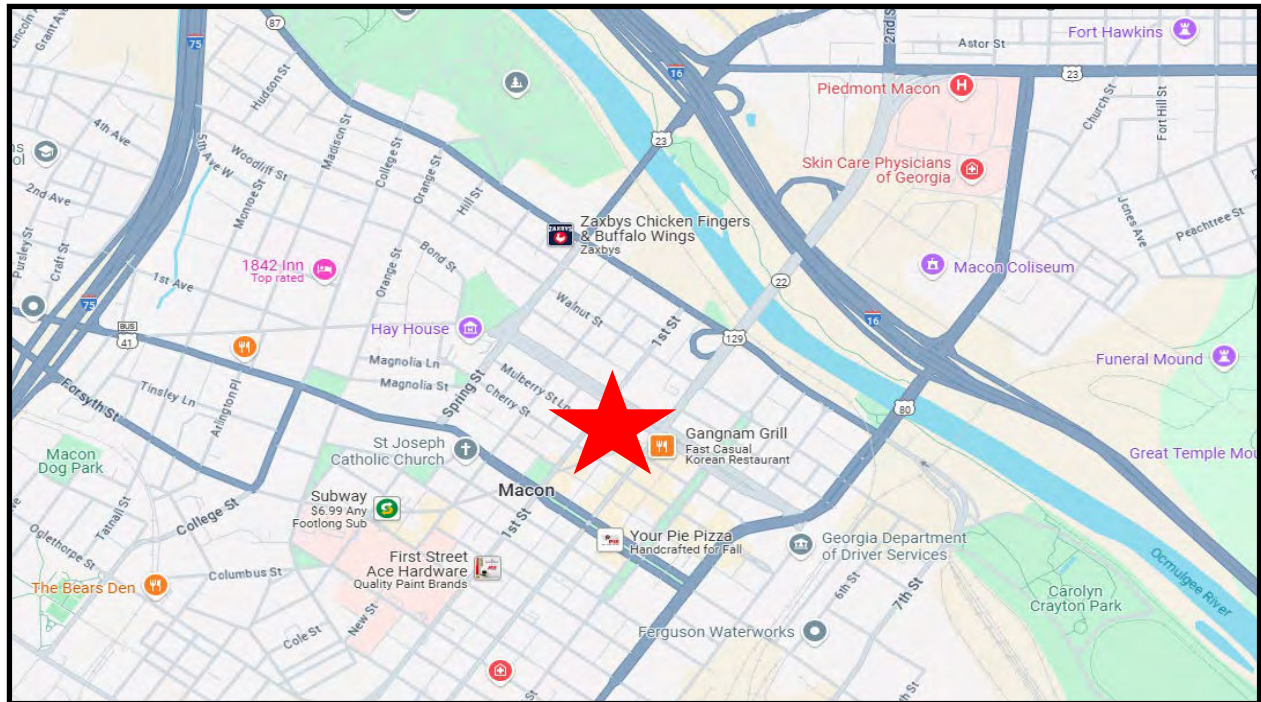 Lincoln
Grant Ave
87
75
Hudson St
16
2nd S
Astor St
Fort Hawkins
23
Piedmont Macon
H
Church St
Fort Hill St
4th Ave
5th Ave W
Woodliff St
Madison St
College St
Orange St
Hill St
23
Skin Care Physicians
of Georgia
2nd Ave
Monroe St
Jones Ave
Peachtree St
Pursley St
Craft St
1st Ave
1842 Inn
Top rated
Orange St
Bond St
ZAXBYS
Zaxbys Chicken Fingers
& Buffalo Wings
Zaxbys
22
Macon Coliseum
75
BUS
41
Hay House
Walnut St
1st St
129
16
Funeral Mound
Magnolia Ln
Magnolia St
Mulberry St Ln
Cherry St
Spring St
Forsyth St
Tinsley Ln
Arlington Pl
80
St Joseph
Catholic Church
Gangnam Grill
Fast Casual
Korean Restaurant
Macon
Dog Park
Great Temple Mou
Macon
Subway
$6.99 Any
Footlong Sub
College St
Tatnall St
Oglethorpe St
1st St
Your Pie Pizza
Handcrafted for Fall
Georgia Department
of Driver Services
Ocmulgee River
First Street
Ace Hardware
Quality Paint Brands
Columbus St
The Bears Den
6th St
7th St
Carolyn
Crayton Park
New St
Cole St
Ferguson Waterworks
th St